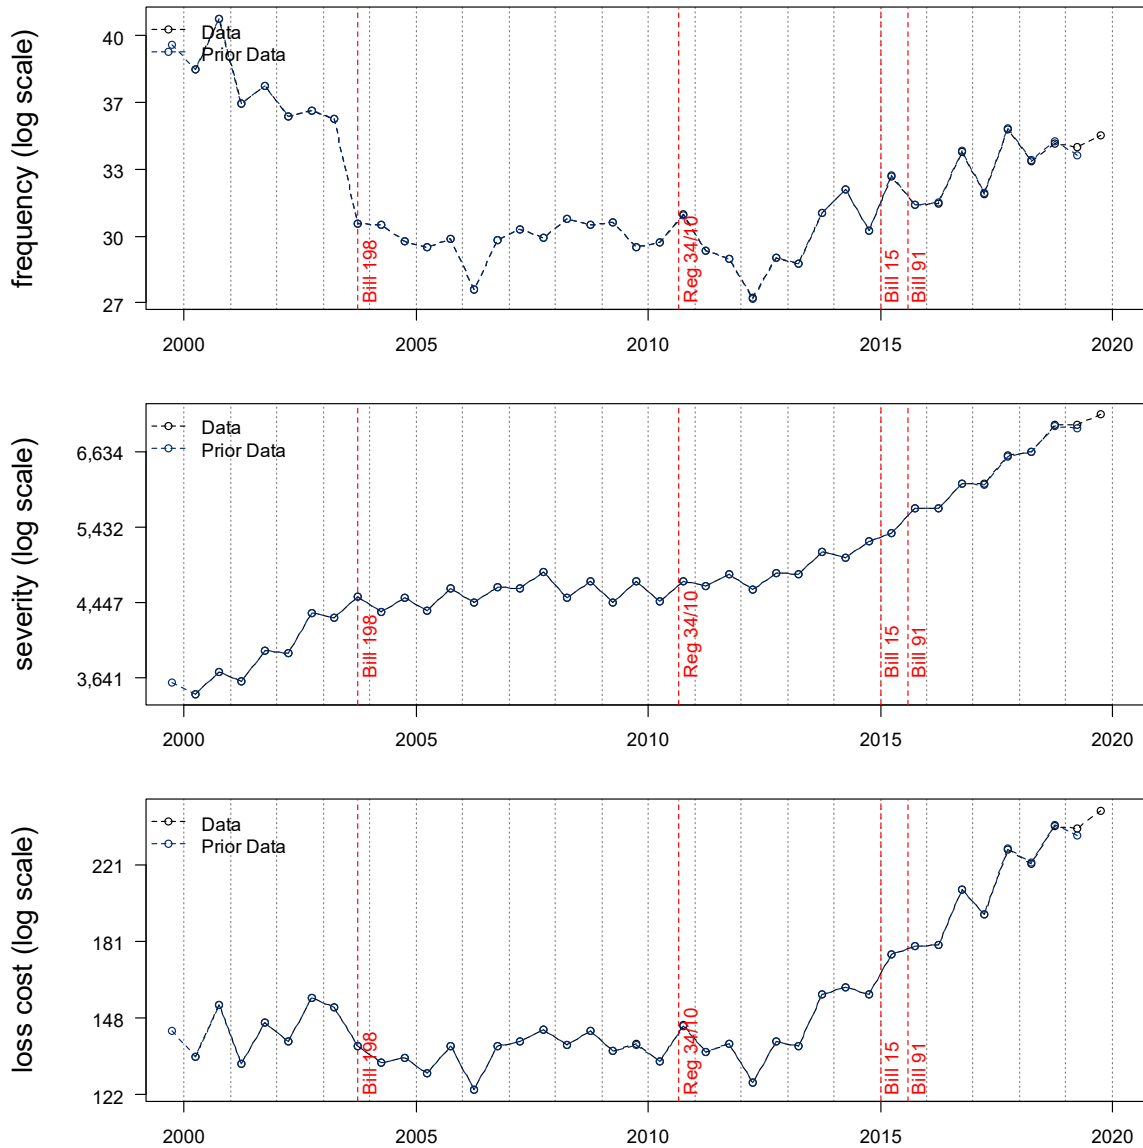 frequency (log scale)
40
37
33
30
27
Data
Prior Data
Bill 198
Reg 34/10
Bill 15
Bill 91
2000
2005
2010
2015
2020
severity (log scale)
6,634
5,432
4,447
3,641
Data
Prior Data
Bill 198
Reg 34/10
Bill 15
Bill 91
2000
2005
2010
2015
2020
loss cost (log scale)
221
181
148
122
Data
Prior Data
Bill 198
Reg 34/10
Bill 15
Bill 91
2000
2005
2010
2015
2020